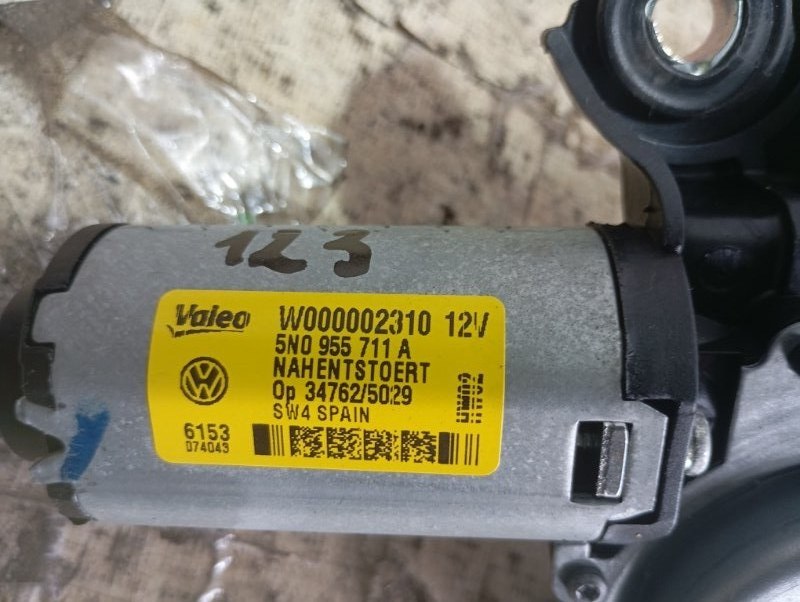 123
Valeo W000002310 12V
5N0 955 711 A
NAHENTSTOERT
Op 34762/5029
SW4 SPAIN
6153
074043